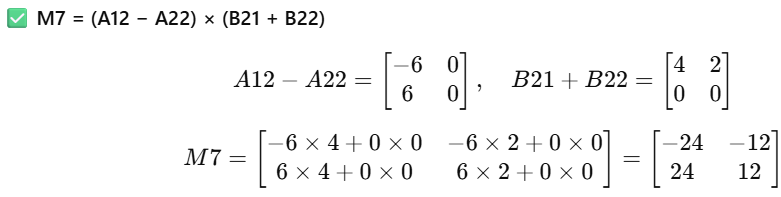 ✅ M7 = (A12 − A22) × (B21 + B22)
A12 − A22 = [−6 0; 6 0], B21 + B22 = [4 2; 0 0]
M7 = [−6 × 4 + 0 × 0 −6 × 2 + 0 × 0; 6 × 4 + 0 × 0 6 × 2 + 0 × 0] = [−24 −12; 24 12]